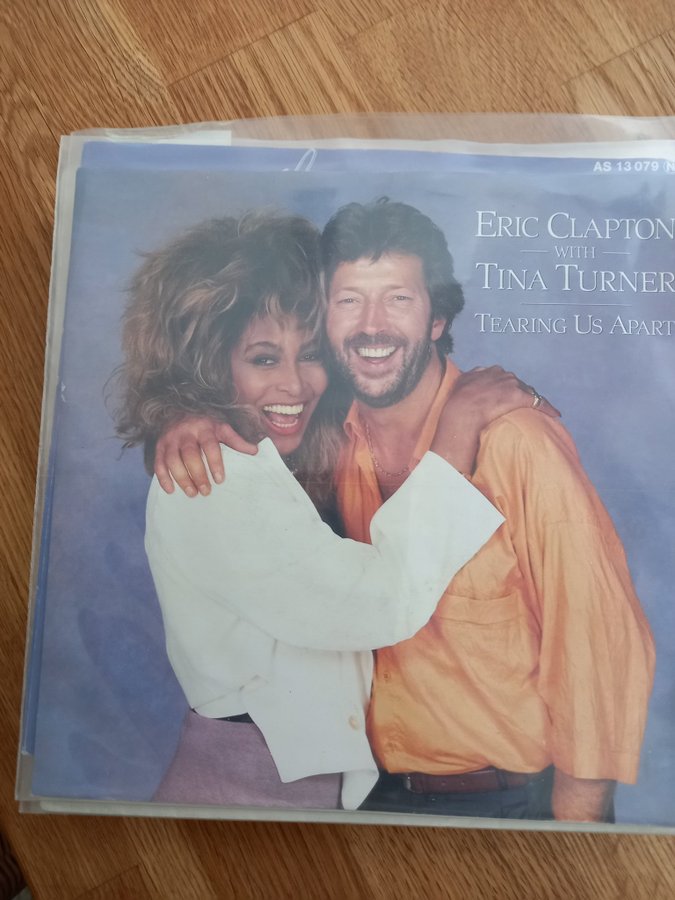 AS 13 079 N
ERIC CLAPTON
WITH
TINA TURNER
TEARING US APART